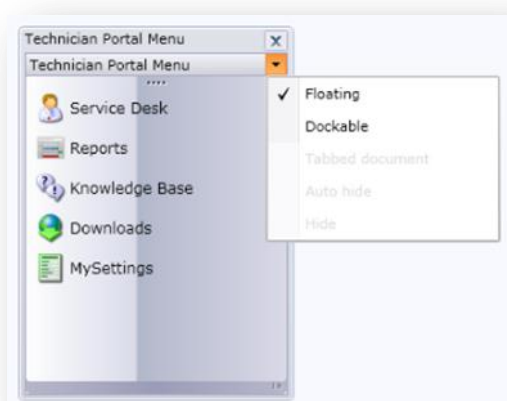 Technician Portal Menu
Technician Portal Menu
Service Desk
Reports
Knowledge Base
Downloads
MySettings
Floating
Dockable
Tabbed document
Auto hide
Hide